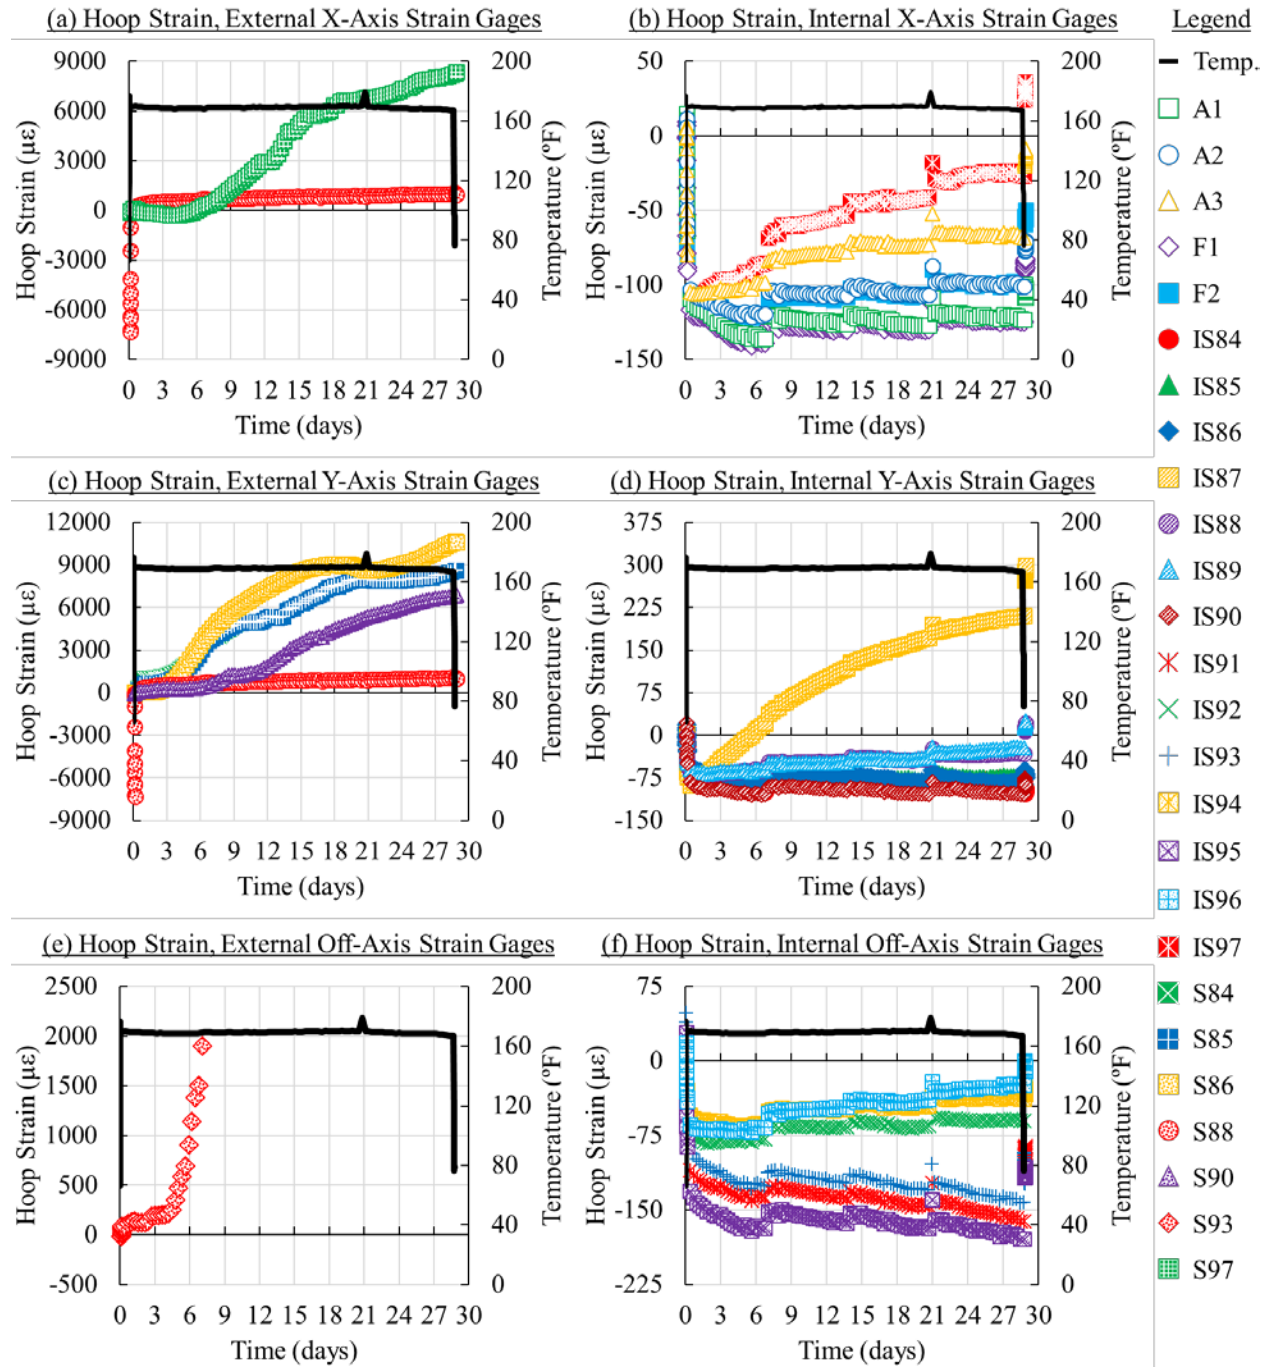 (a) Hoop Strain, External X-Axis Strain Gages
(b) Hoop Strain, Internal X-Axis Strain Gages
Legend
Hoop Strain (µε)
9000
6000
3000
0
-3000
-6000
-9000
200
160
120
80
40
0
Temperature (ºF)
0 3 6 9 12 15 18 21 24 27 30
Time (days)
Hoop Strain (µε)
50
0
-50
-100
-150
200
160
120
80
40
0
Temperature (ºF)
0 3 6 9 12 15 18 21 24 27 30
Time (days)
(c) Hoop Strain, External Y-Axis Strain Gages
(d) Hoop Strain, Internal Y-Axis Strain Gages
Hoop Strain (µε)
12000
9000
6000
3000
0
-3000
-6000
-9000
200
160
120
80
40
0
Temperature (ºF)
0 3 6 9 12 15 18 21 24 27 30
Time (days)
Hoop Strain (µε)
375
300
225
150
75
0
-75
-150
200
160
120
80
40
0
Temperature (ºF)
0 3 6 9 12 15 18 21 24 27 30
Time (days)
(e) Hoop Strain, External Off-Axis Strain Gages
(f) Hoop Strain, Internal Off-Axis Strain Gages
Hoop Strain (µε)
2500
2000
1500
1000
500
0
-500
200
160
120
80
40
0
Temperature (ºF)
0 3 6 9 12 15 18 21 24 27 30
Time (days)
Hoop Strain (µε)
75
0
-75
-150
-225
200
160
120
80
40
0
Temperature (ºF)
0 3 6 9 12 15 18 21 24 27 30
Time (days)
Temp.
A1
A2
A3
F1
F2
IS84
IS85
IS86
IS87
IS88
IS89
IS90
IS91
IS92
IS93
IS94
IS95
IS96
IS97
S84
S85
S86
S88
S90
S93
S97